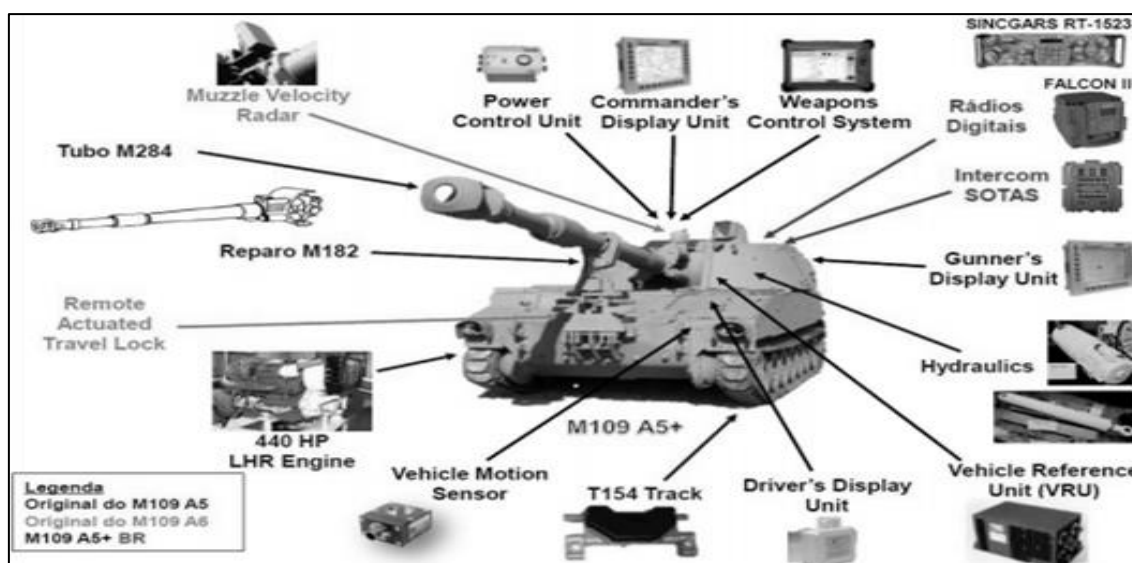 SINCGARS RT-1523
Muzzle Velocity
Radar
Power
Control Unit
Commander's
Display Unit
Weapons
Control System
FALCON II
Rádios
Digitais
Tubo M284
Intercom
SOTAS
Reparo M182
Gunner's
Display Unit
Remote
Actuated
Travel Lock
Hydraulics
M109 A5+
440 HP
LHR Engine
Vehicle Motion
Sensor
T154 Track
Driver's Display
Unit
Vehicle Reference
Unit (VRU)
Legenda
Original do M109 A5
Original do M109 A6
M109 A5+ BR